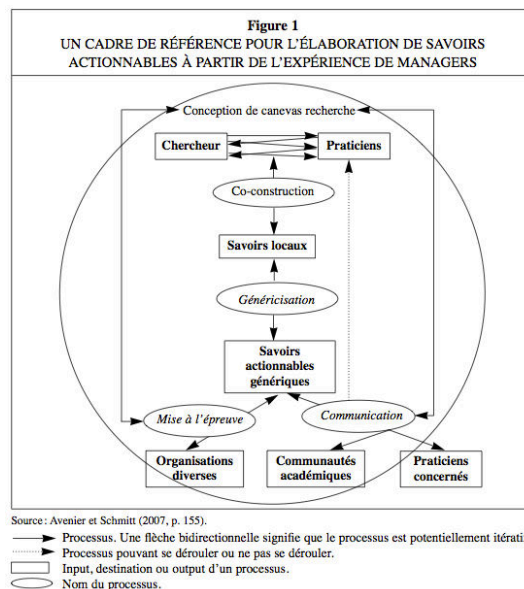 Figure 1
UN CADRE DE RÉFÉRENCE POUR L'ÉLABORATION DE SAVOIRS
ACTIONNABLES À PARTIR DE L'EXPÉRIENCE DE MANAGERS
Conception de canevas recherche
Chercheur
Praticiens
Co-construction
Savoirs locaux
Généricisation
Savoirs
actionnables
génériques
Mise à l'épreuve
Communication
Organisations
diverses
Communautés
académiques
Praticiens
concernés
Source : Avenier et Schmitt (2007, p. 155).
Processus. Une flèche bidirectionnelle signifie que le processus est potentiellement itérati
Processus pouvant se dérouler ou ne pas se dérouler.
Input, destination ou output d'un processus.
Nom du processus.